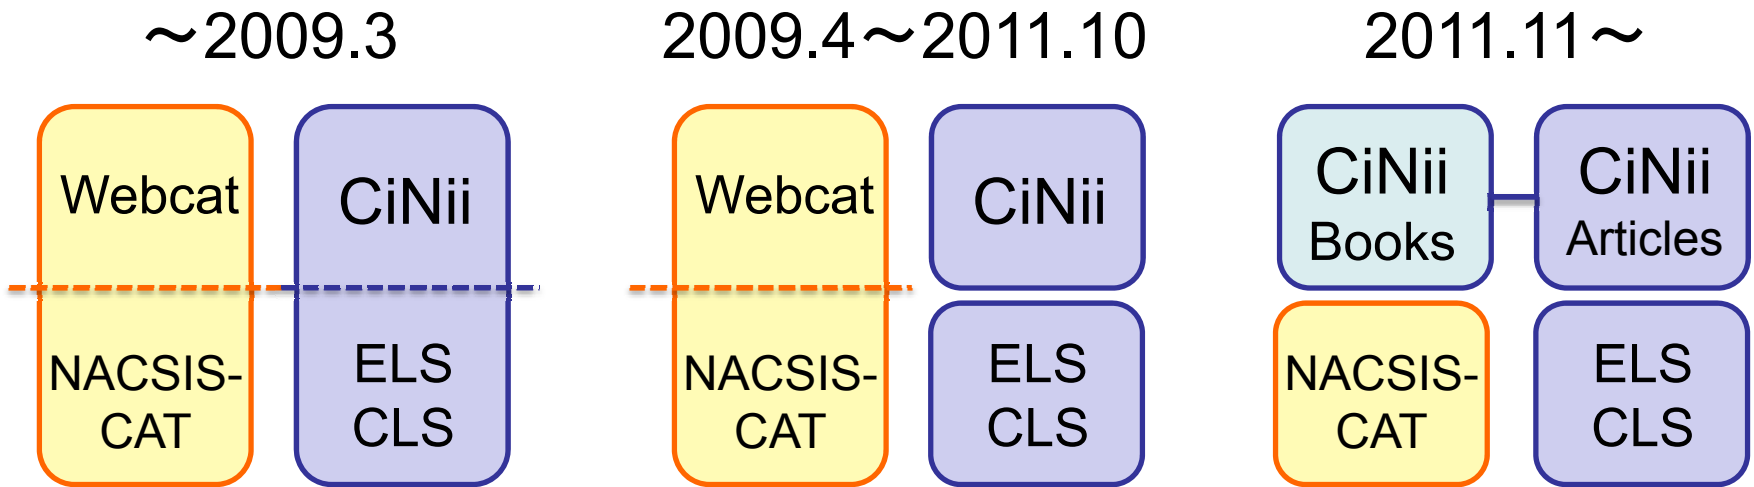 ～2009.3
Webcat
NACSIS-
CAT
CiNii
ELS
CLS
2009.4～2011.10
Webcat
NACSIS-
CAT
CiNii
ELS
CLS
2011.11～
CiNii
Books
NACSIS-
CAT
CiNii
Articles
ELS
CLS